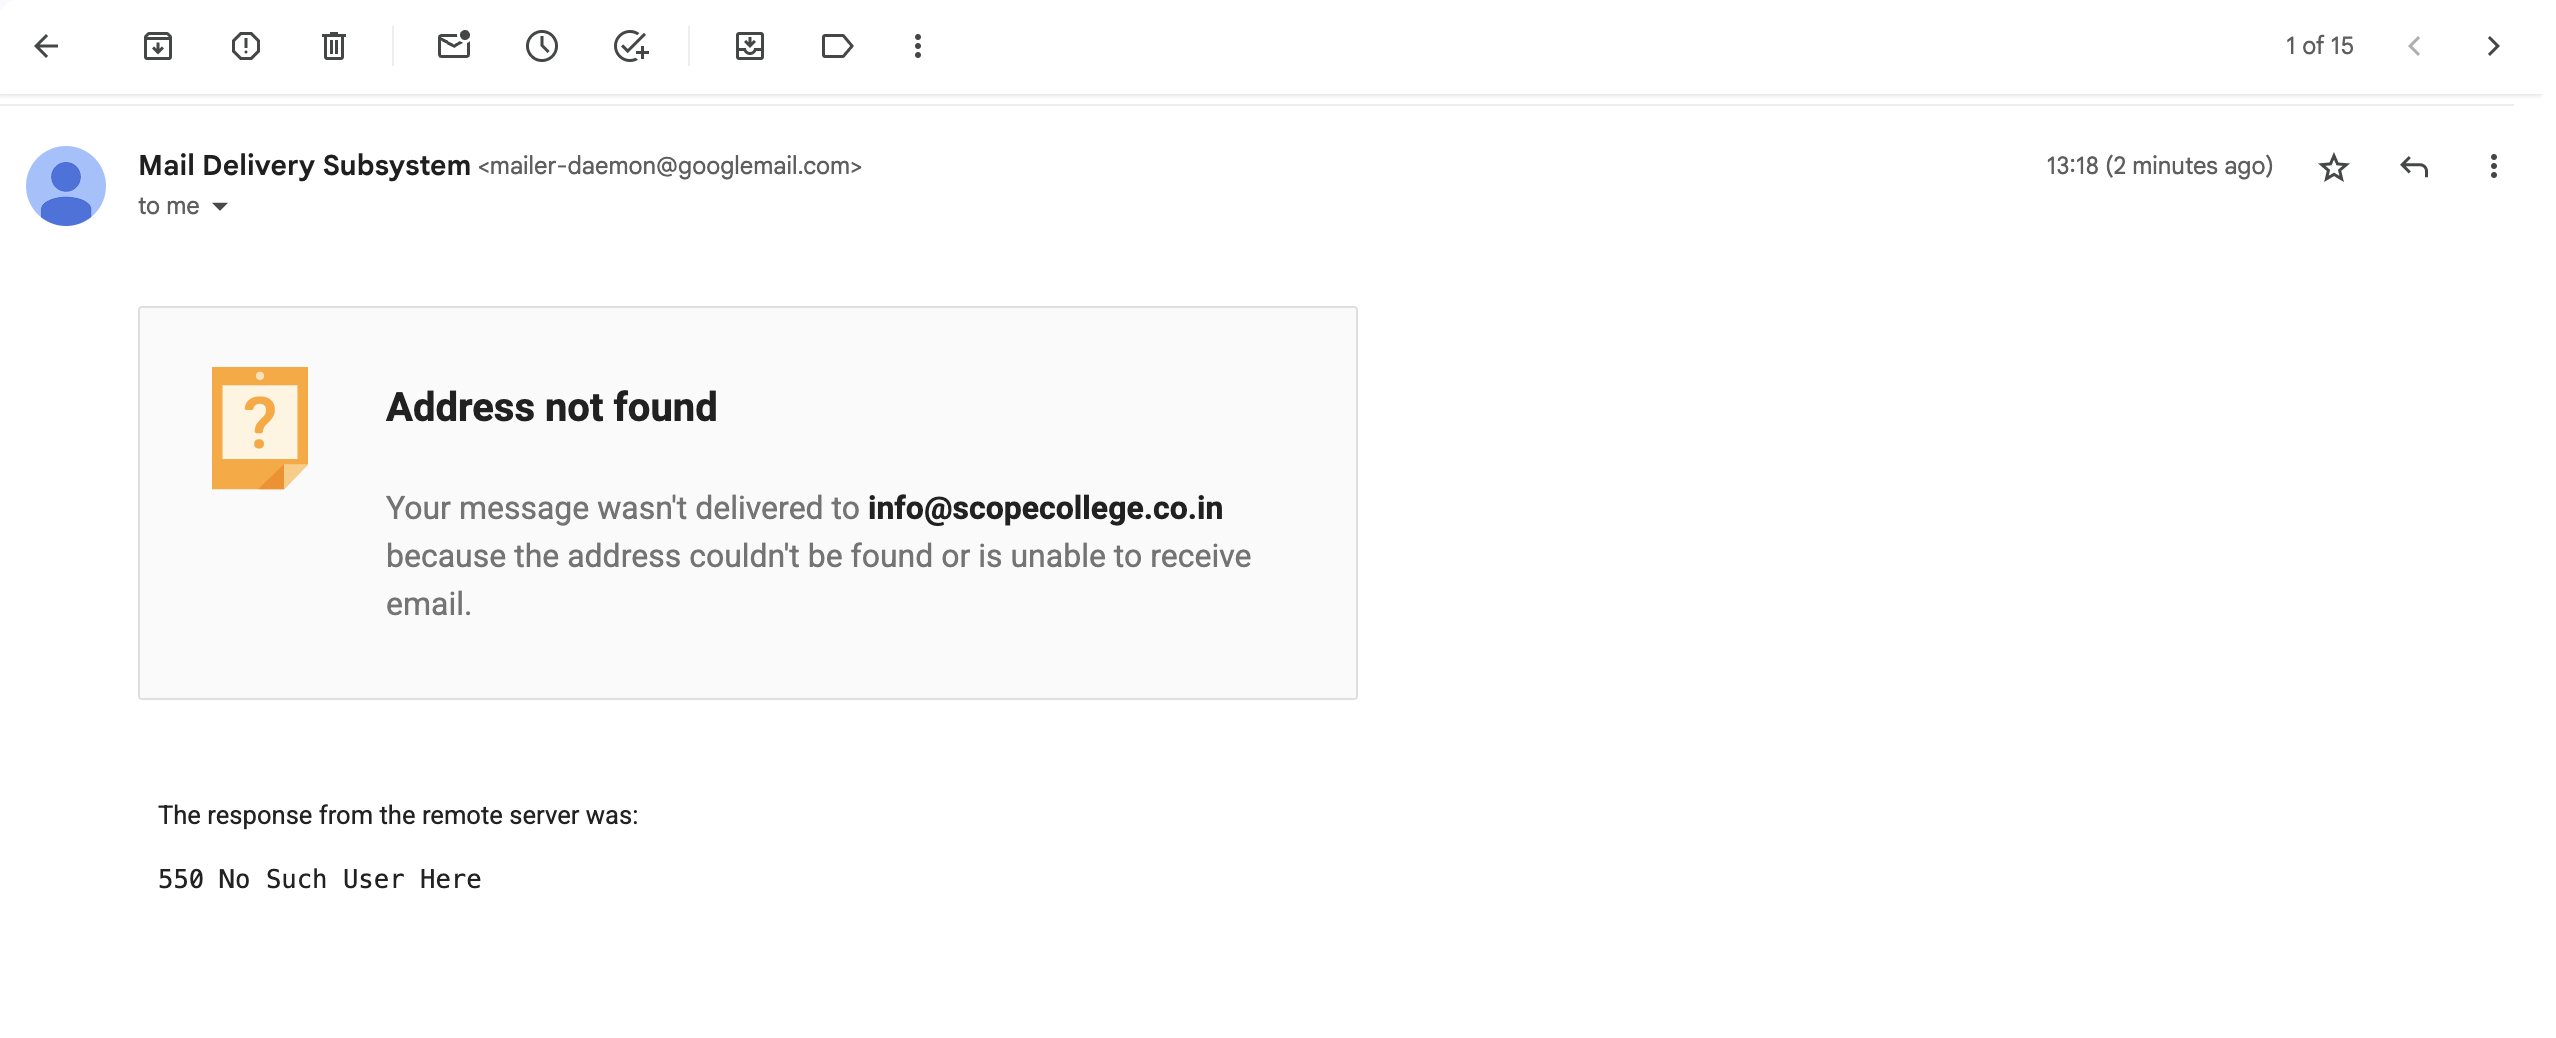 1 of 15
Mail Delivery Subsystem <mailer-daemon@googlemail.com>
13:18 (2 minutes ago)
to me
?
Address not found
Your message wasn't delivered to info@scopecollege.co.in
because the address couldn't be found or is unable to receive
email.
The response from the remote server was:
550 No Such User Here